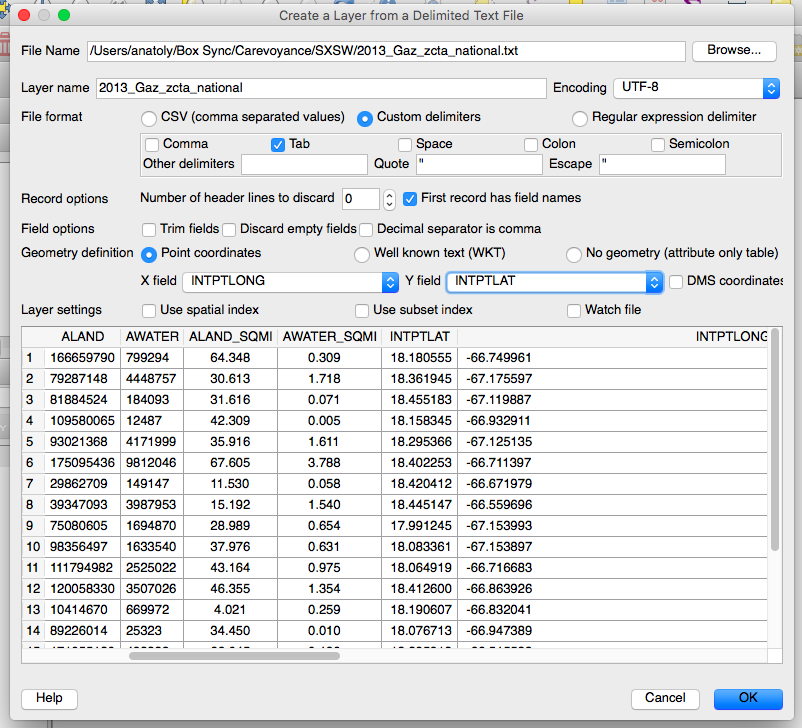 Create a Layer from a Delimited Text File
File Name /Users/anatoly/Box Sync/Carevoyance/SXSW/2013_Gaz_zcta_national.txt Browse...
Layer name 2013_Gaz_zcta_national Encoding UTF-8
File format CSV (comma separated values) Custom delimiters Regular expression delimiter
Comma Tab Space Colon Semicolon
Other delimiters Quote " Escape "
Record options Number of header lines to discard 0 First record has field names
Field options Trim fields Discard empty fields Decimal separator is comma
Geometry definition Point coordinates Well known text (WKT) No geometry (attribute only table)
X field INTPTLONG Y field INTPTLAT DMS coordinates
Layer settings Use spatial index Use subset index Watch file
ALAND AWATER ALAND_SQMI AWATER_SQMI INTPTLAT INTPTLONG
1 166659790 799294 64.348 0.309 18.180555 -66.749961
2 79287148 4448757 30.613 1.718 18.361945 -67.175597
3 81884524 184093 31.616 0.071 18.455183 -67.119887
4 109580065 12487 42.309 0.005 18.158345 -66.932911
5 93021368 4171999 35.916 1.611 18.295366 -67.125135
6 175095436 9812046 67.605 3.788 18.402253 -66.711397
7 29862709 149147 11.530 0.058 18.420412 -66.671979
8 39347093 3987953 15.192 1.540 18.445147 -66.559696
9 75080605 1694870 28.989 0.654 17.991245 -67.153993
10 98356497 1633540 37.976 0.631 18.083361 -67.153897
11 111794982 2525022 43.164 0.975 18.064919 -66.716683
12 120058330 3507026 46.355 1.354 18.412600 -66.863926
13 10414670 669972 4.021 0.259 18.190607 -66.832041
14 89226014 25323 34.450 0.010 18.076713 -66.947389
Help Cancel OK